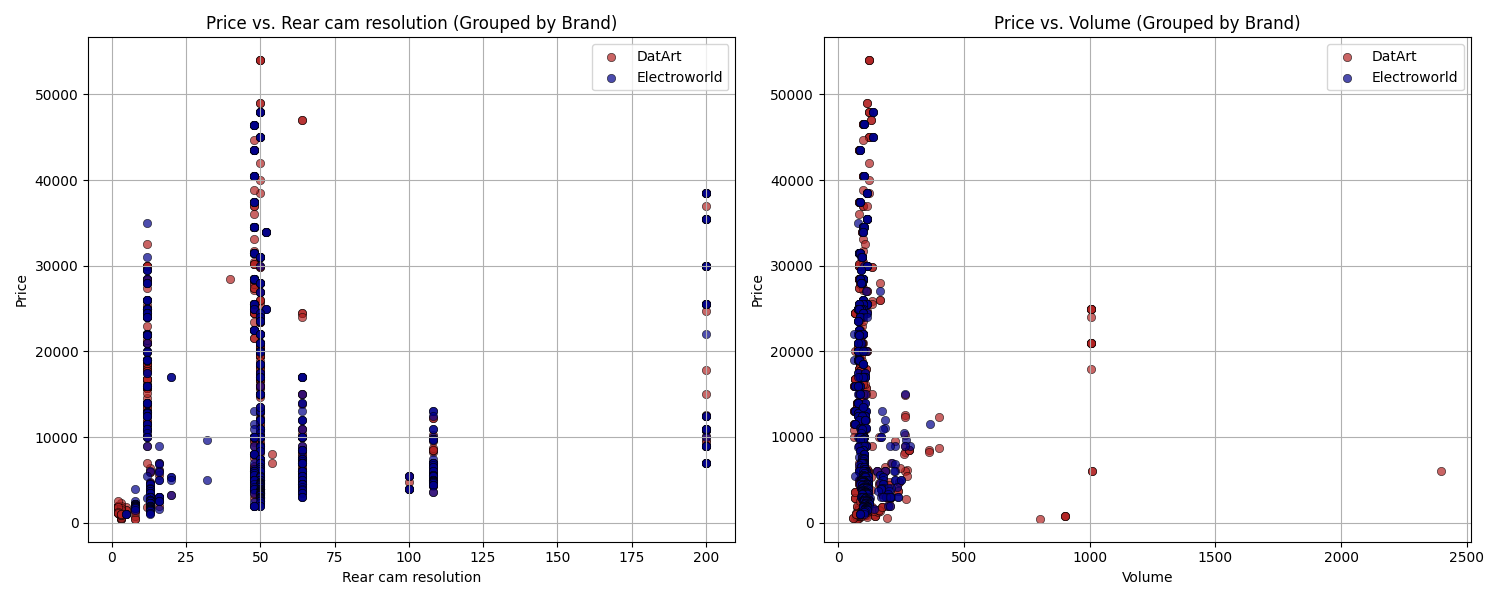 Price vs. Rear cam resolution (Grouped by Brand)
DatArt
Electroworld
Price
50000
40000
30000
20000
10000
0
0 25 50 75 100 125 150 175 200
Rear cam resolution
Price vs. Volume (Grouped by Brand)
DatArt
Electroworld
Price
50000
40000
30000
20000
10000
0
0 500 1000 1500 2000 2500
Volume